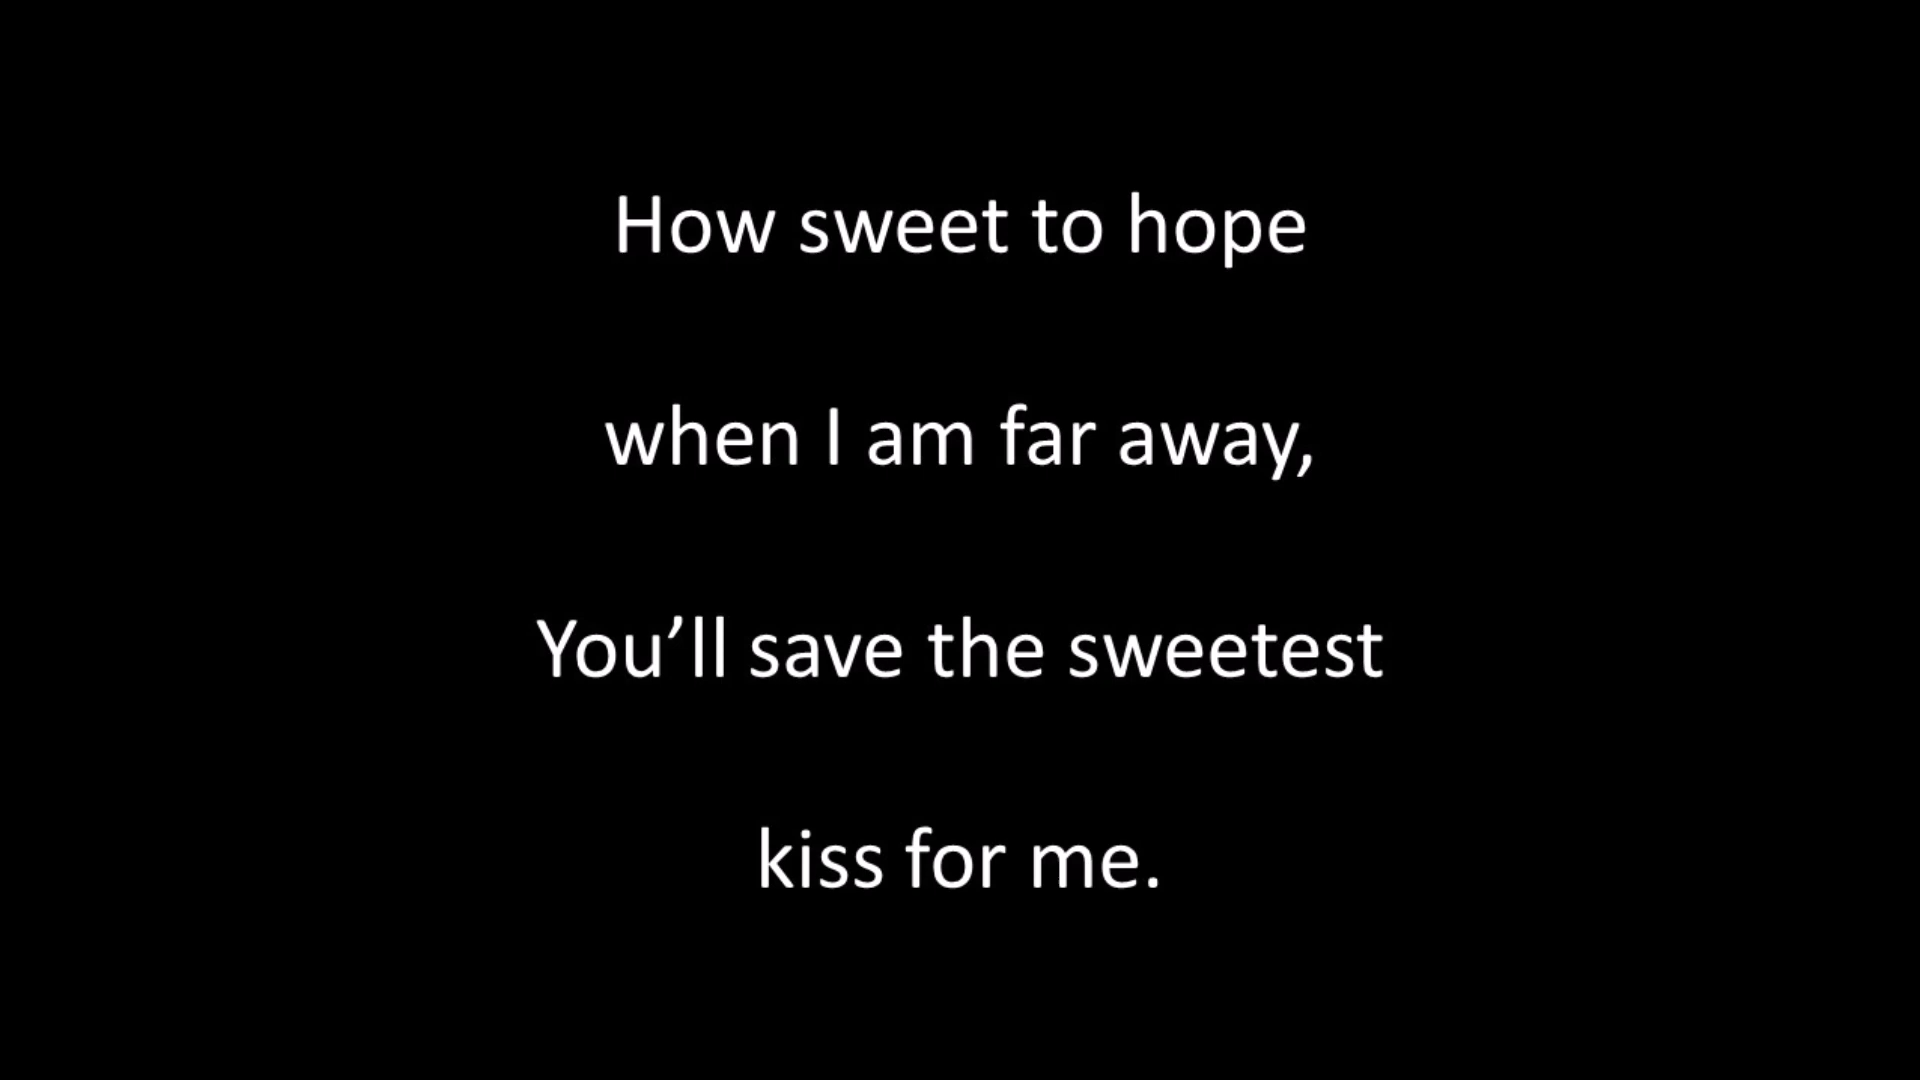 How sweet to hope
when I am far away,
You’ll save the sweetest
kiss for me.